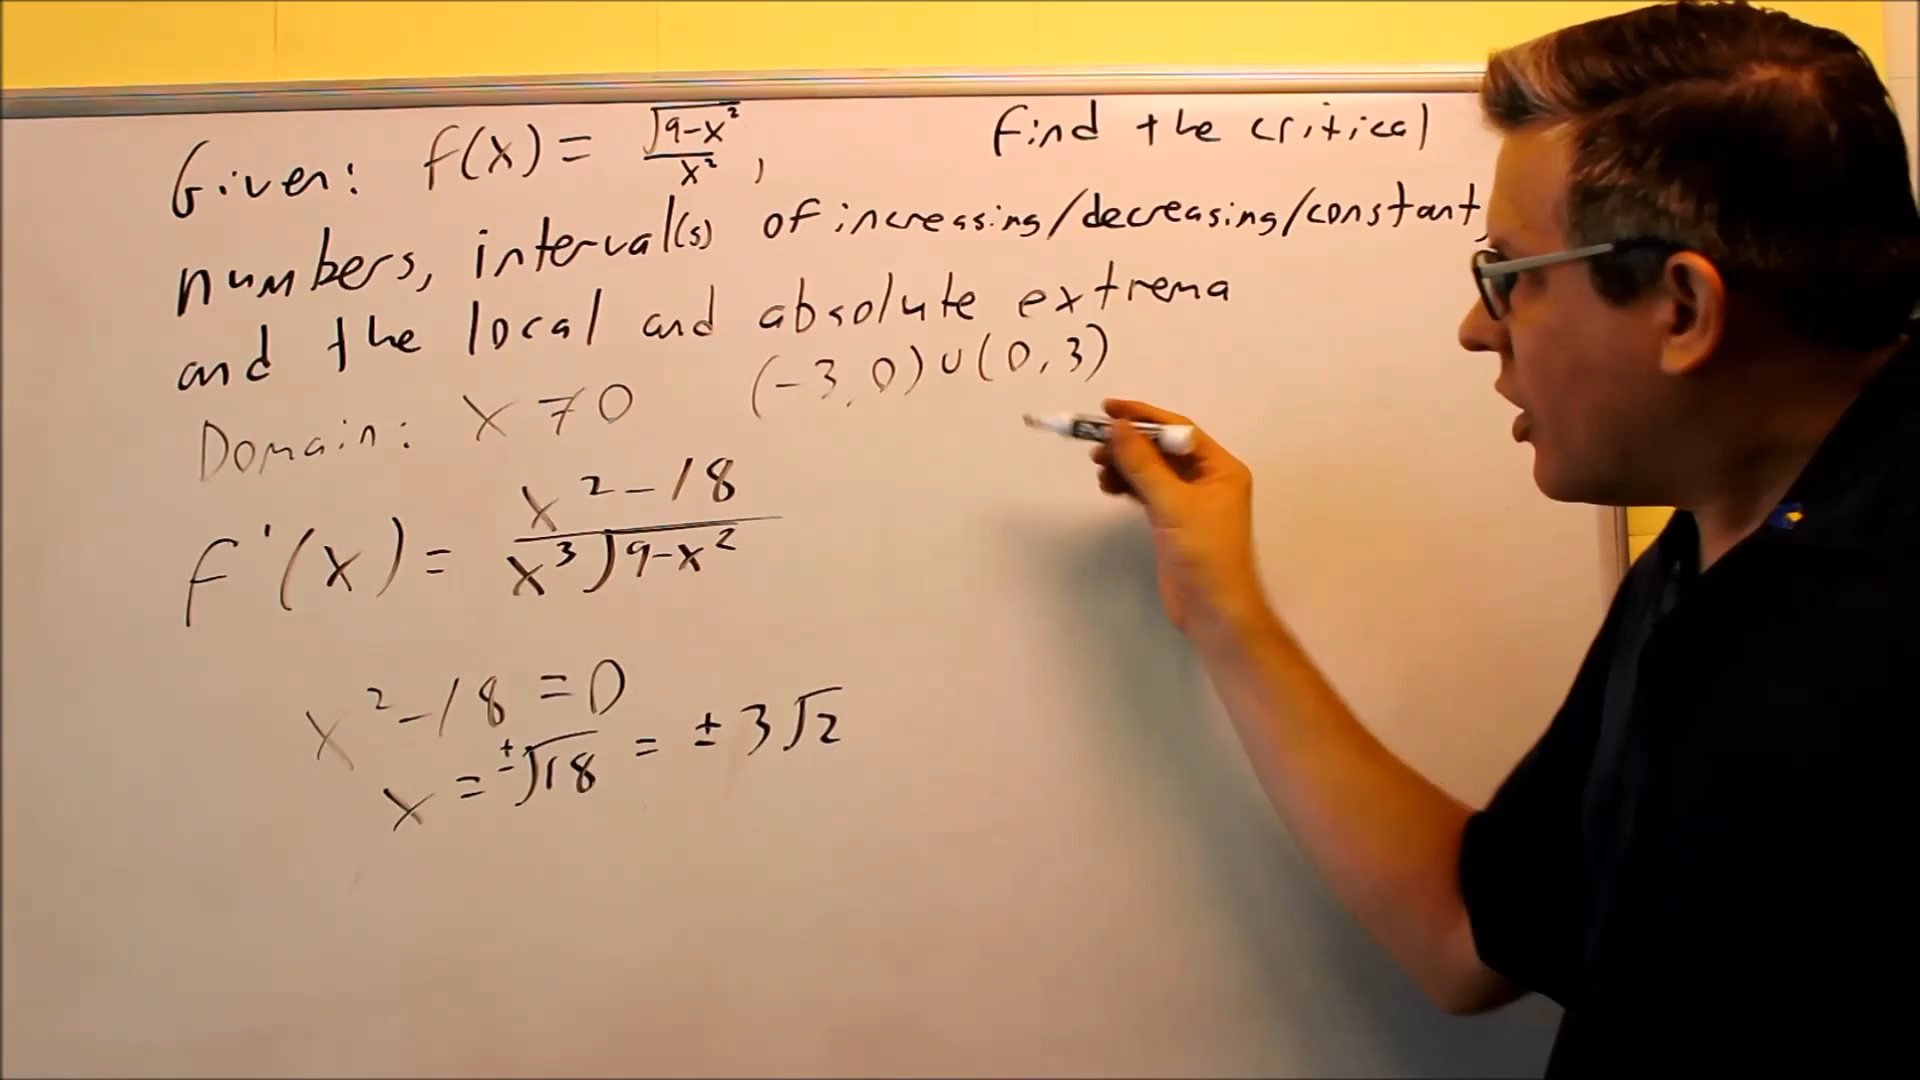 Given: f(x) = √9-x² / x², Find the critical
numbers, interval(s) of increasing/decreasing/constant,
and the local and absolute extrema
Domain: x ≠ 0 (-3,0)∪(0,3)
f'(x) = x²-18 / x³√9-x²
x²-18 = 0
x = ±√18 = ±3√2